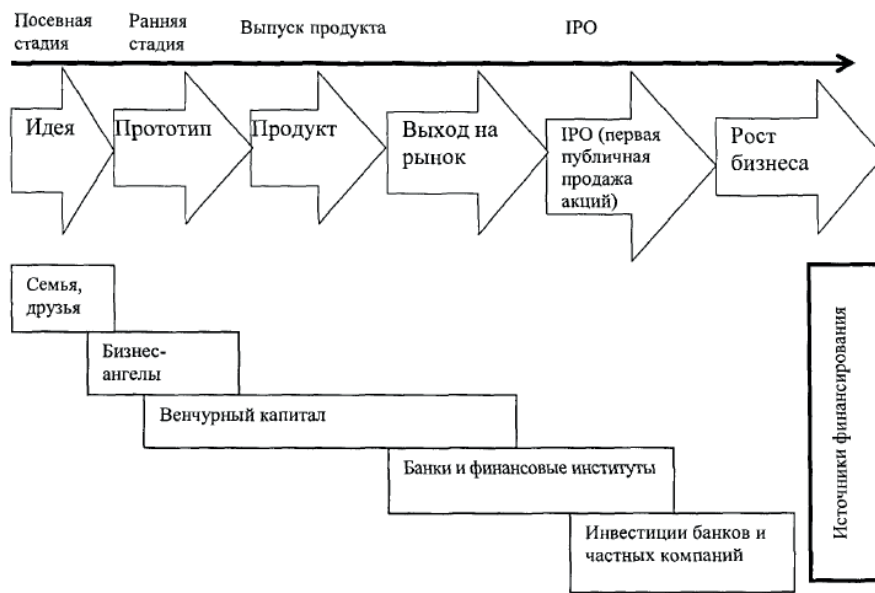 Посевная
стадия
Ранняя
стадия
Выпуск продукта
IPO
Идея
Прототип
Продукт
Выход на
рынок
IPO (первая
публичная
продажа
акций)
Рост
бизнеса
Семья,
друзья
Бизнес-
ангелы
Венчурный капитал
Банки и финансовые институты
Инвестиции банков и
частных компаний
Источники финансирования